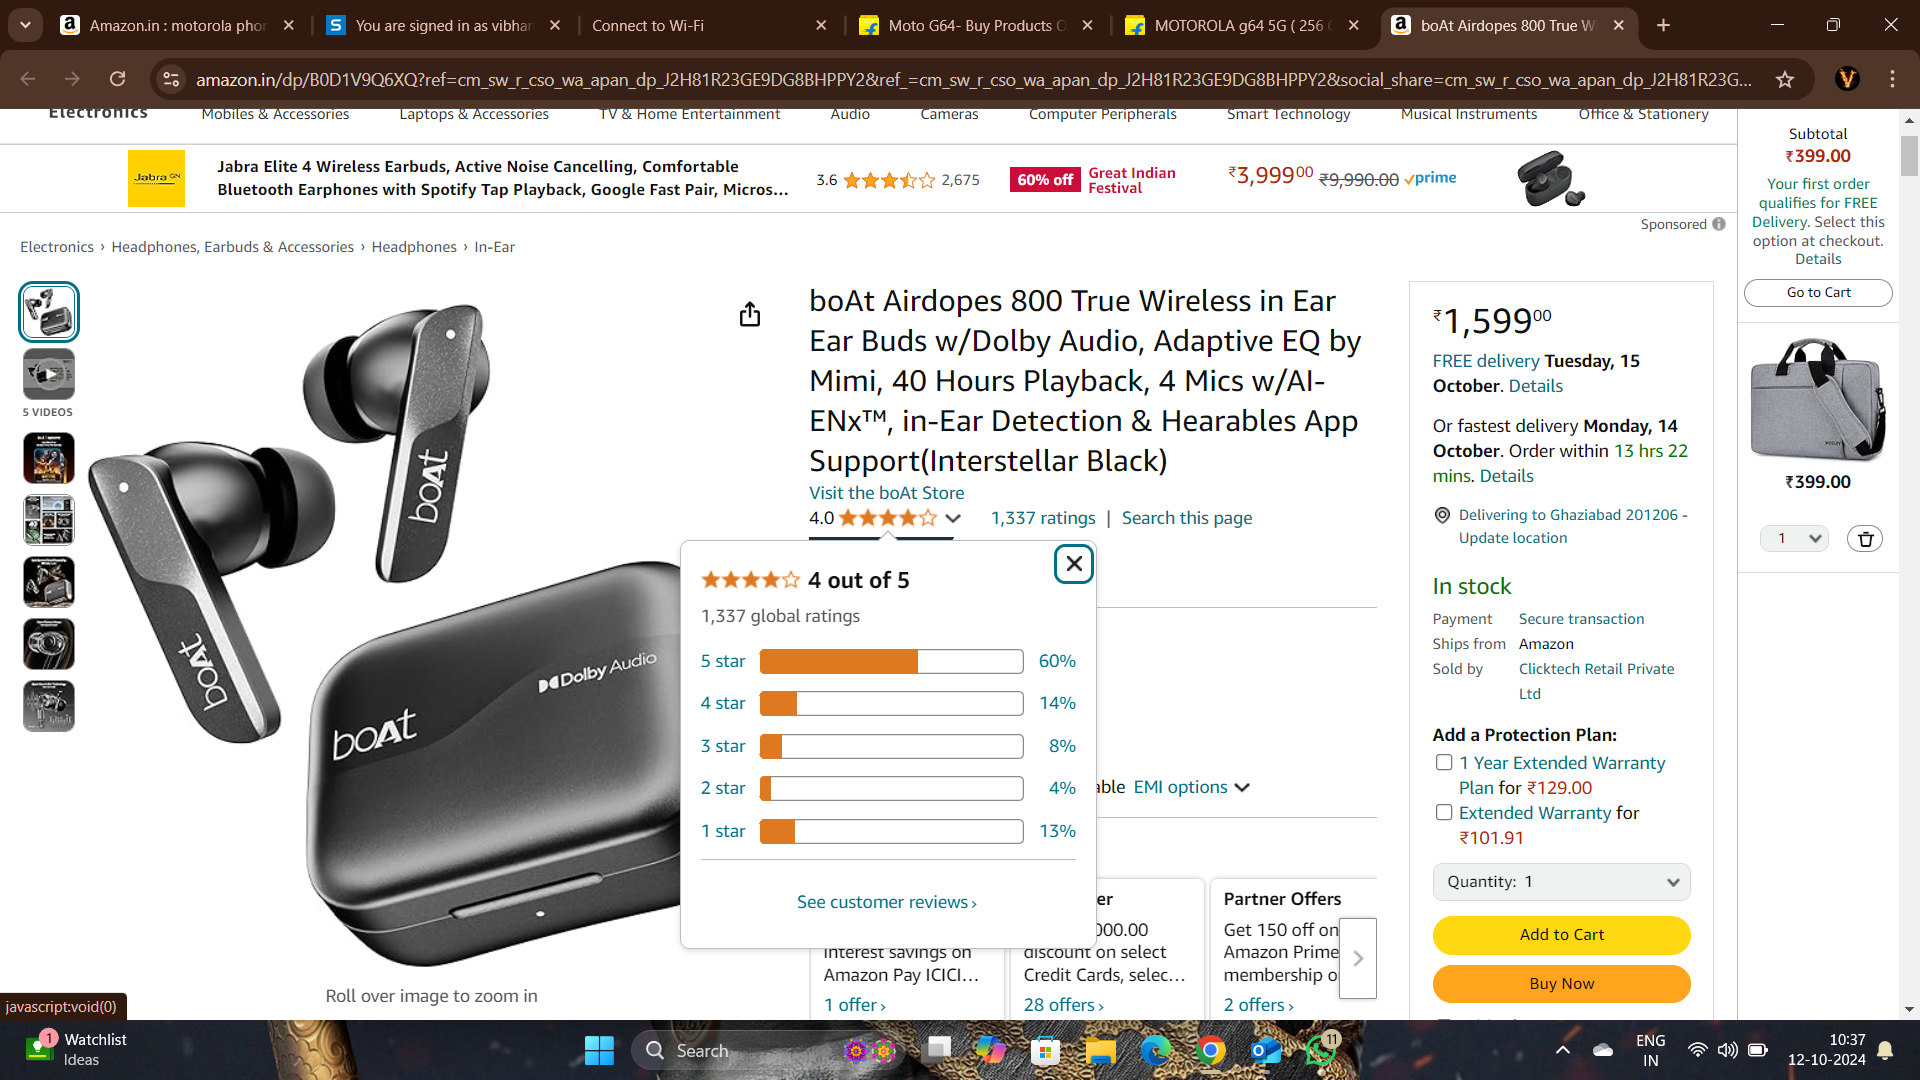 Amazon.in : motorola phon
You are signed in as vibhan
Connect to Wi-Fi
Moto G64- Buy Products O
MOTOROLA g64 5G ( 256 G
boAt Airdopes 800 True Wi
amazon.in/dp/B0D1V9Q6XQ?ref=cm_sw_r_cso_wa_apan_dp_J2H81R23GE9DG8BHPPY2&ref_=cm_sw_r_cso_wa_apan_dp_J2H81R23GE9DG8BHPPY2&social_share=cm_sw_r_cso_wa_apan_dp_J2H81R23G...
Electronics Mobiles & Accessories Laptops & Accessories TV & Home Entertainment Audio Cameras Computer Peripherals Smart Technology Musical Instruments Office & Stationery
Jabra GN
Jabra Elite 4 Wireless Earbuds, Active Noise Cancelling, Comfortable
Bluetooth Earphones with Spotify Tap Playback, Google Fast Pair, Micros...
3.6 2,675
60% off Great Indian
Festival
₹3,99900 ₹9,990.00 prime
Sponsored
Electronics › Headphones, Earbuds & Accessories › Headphones › In-Ear
5 VIDEOS
boAt
boAt
boAt
Dolby Audio
Roll over image to zoom in
boAt Airdopes 800 True Wireless in Ear
Ear Buds w/Dolby Audio, Adaptive EQ by
Mimi, 40 Hours Playback, 4 Mics w/AI-
ENx™, in-Ear Detection & Hearables App
Support(Interstellar Black)
Visit the boAt Store
4.0 1,337 ratings | Search this page
4 out of 5
1,337 global ratings
5 star 60%
4 star 14%
3 star 8%
2 star 4%
1 star 13%
See customer reviews ›
able EMI options
interest savings on
Amazon Pay ICICI...
1 offer ›
er
000.00
discount on select
Credit Cards, selec...
28 offers ›
Partner Offers
Get 150 off on
Amazon Prime
membership o
2 offers ›
₹1,59900
FREE delivery Tuesday, 15
October. Details
Or fastest delivery Monday, 14
October. Order within 13 hrs 22
mins. Details
Delivering to Ghaziabad 201206 -
Update location
In stock
Payment Secure transaction
Ships from Amazon
Sold by Clicktech Retail Private
Ltd
Add a Protection Plan:
1 Year Extended Warranty
Plan for ₹129.00
Extended Warranty for
₹101.91
Quantity: 1
Add to Cart
Buy Now
Subtotal
₹399.00
Your first order
qualifies for FREE
Delivery. Select this
option at checkout.
Details
Go to Cart
₹399.00
1
javascript:void(0)
1
Watchlist
Ideas
Search
11
ENG
IN
10:37
12-10-2024